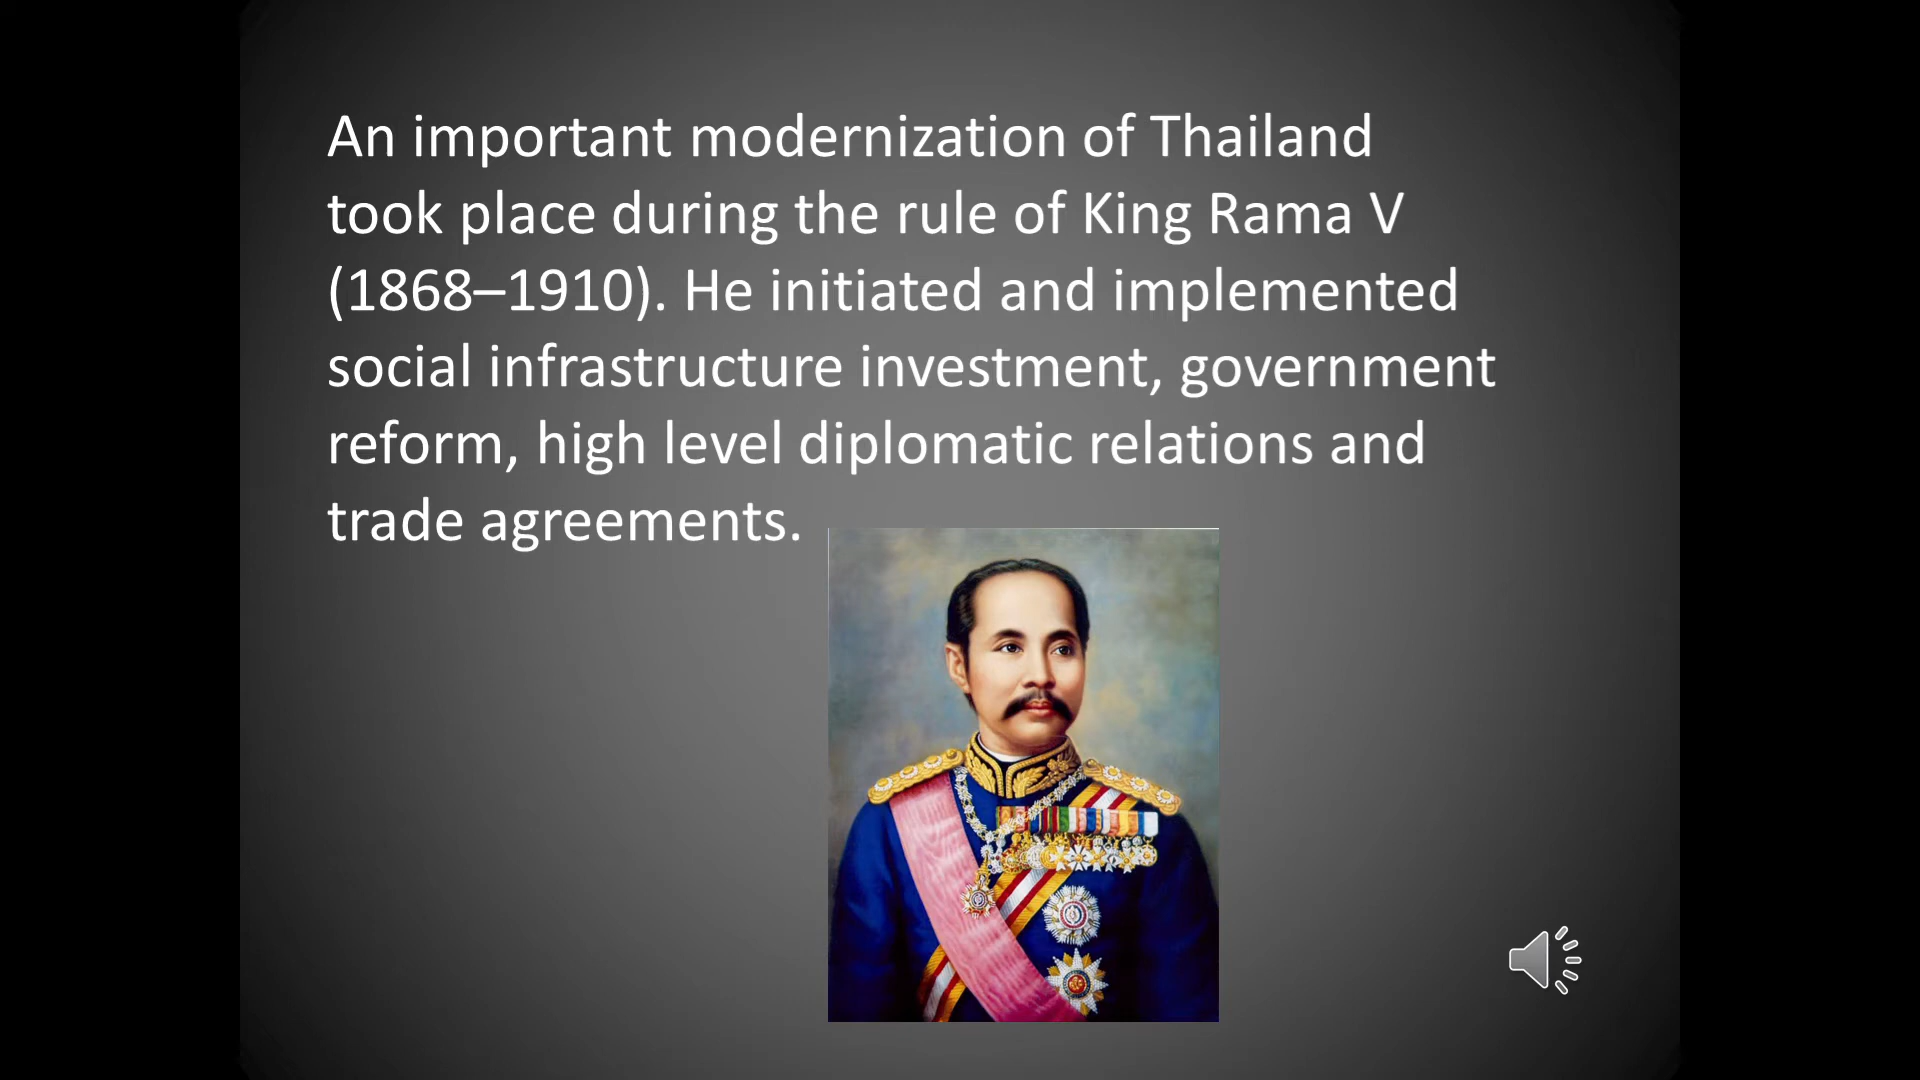 An important modernization of Thailand
took place during the rule of King Rama V
(1868–1910). He initiated and implemented
social infrastructure investment, government
reform, high level diplomatic relations and
trade agreements.